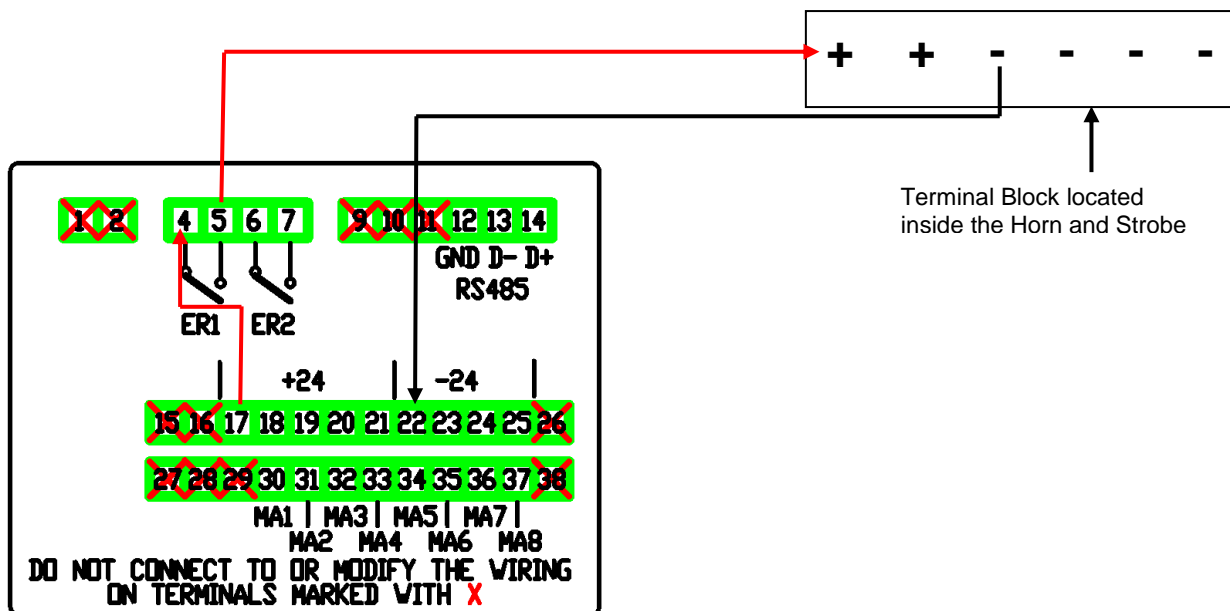 + + - - - -
Terminal Block located
inside the Horn and Strobe
1 2 4 5 6 7 9 10 11 12 13 14
GND D- D+
RS485
ER1 ER2
+24 -24
15 16 17 18 19 20 21 22 23 24 25 26
27 28 29 30 31 32 33 34 35 36 37 38
MA1 MA3 MA5 MA7
MA2 MA4 MA6 MA8
DO NOT CONNECT TO OR MODIFY THE WIRING
ON TERMINALS MARKED WITH X